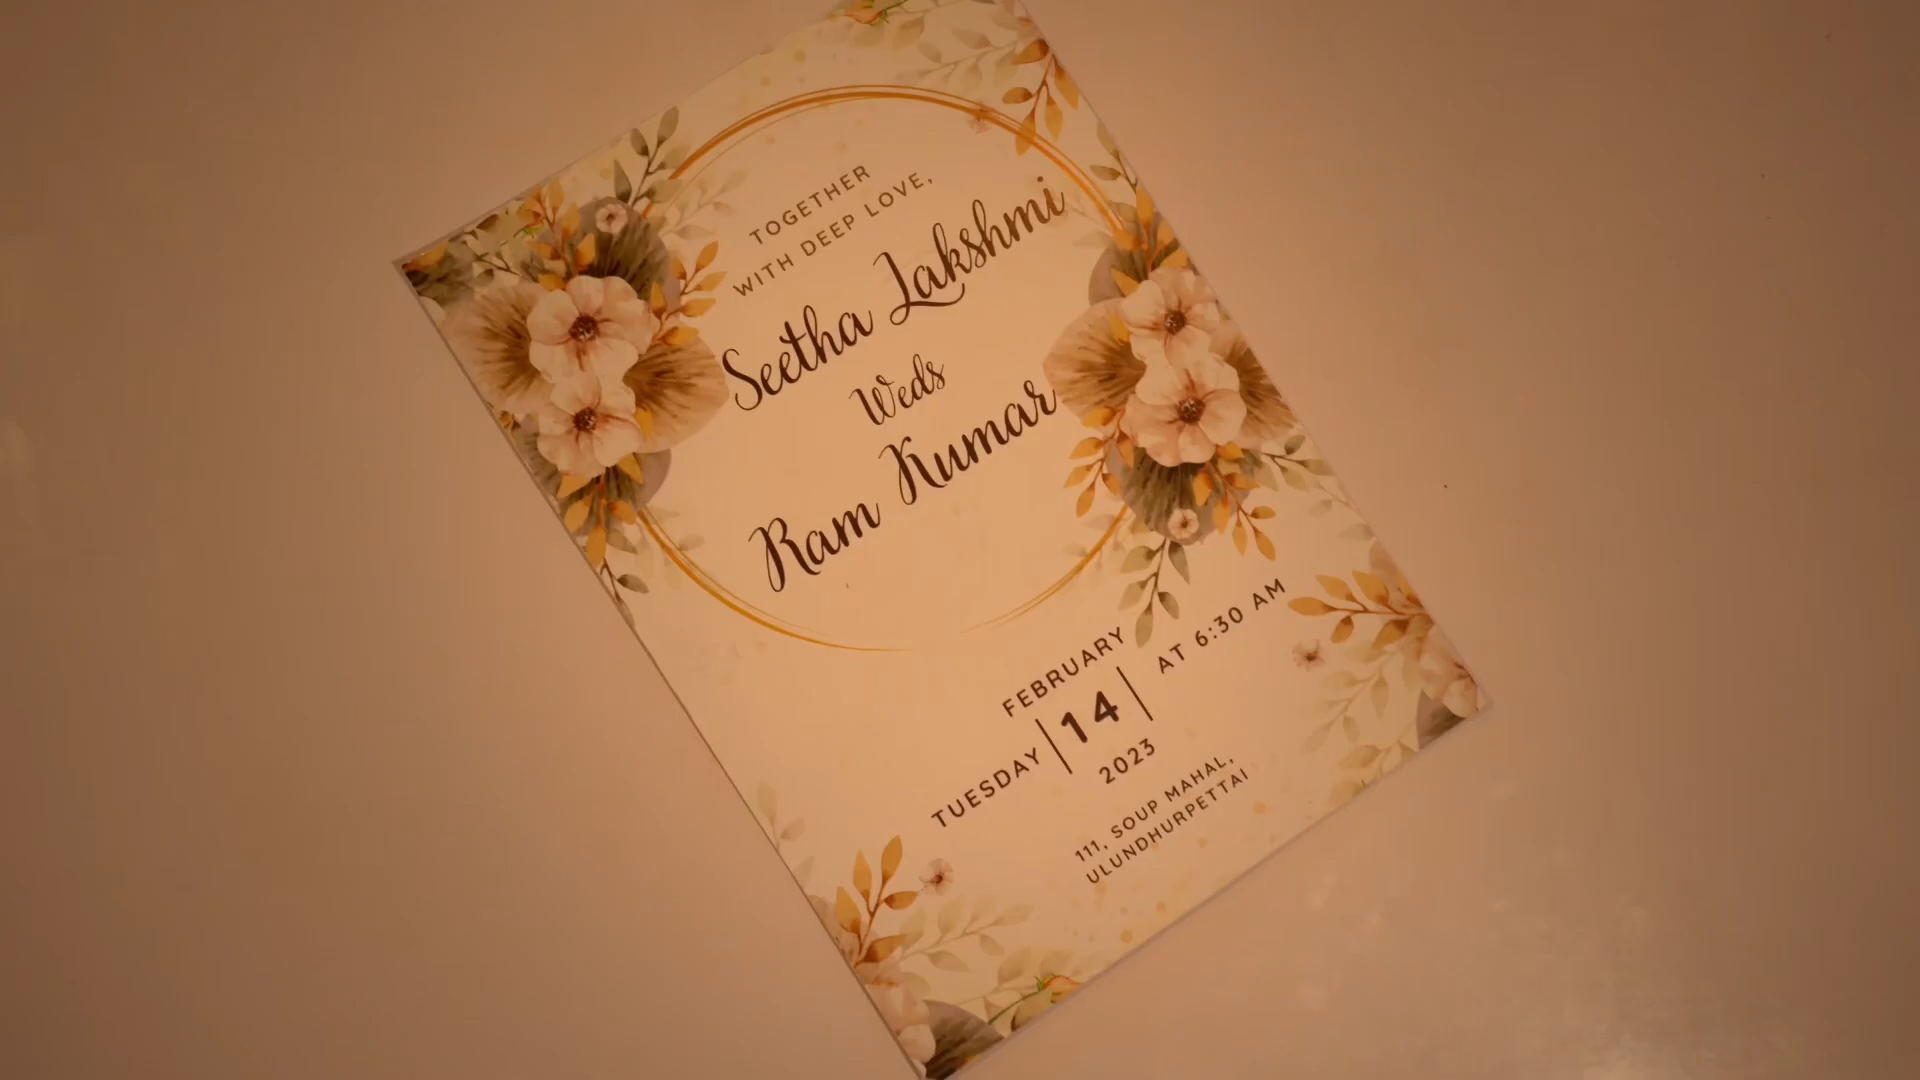 TOGETHER
WITH DEEP LOVE,
Seetha Lakshmi
Weds
Ram Kumar
FEBRUARY
TUESDAY | 14 | AT 6:30 AM
2023
111, SOUP MAHAL,
ULUNDHURPETTAI